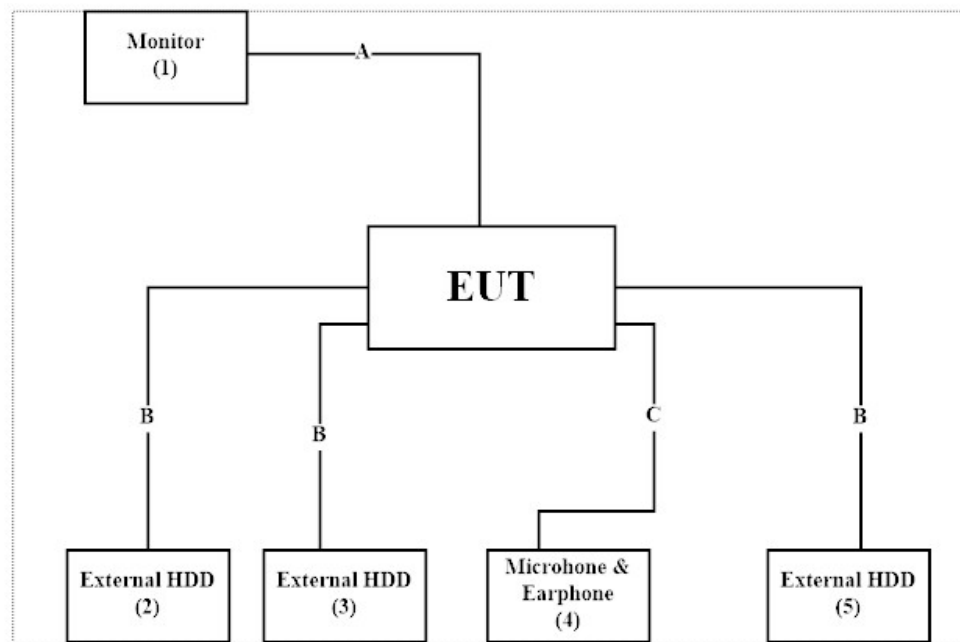 Monitor
(1)
A
EUT
B
B
C
B
External HDD
(2)
External HDD
(3)
Microhone &
Earphone
(4)
External HDD
(5)